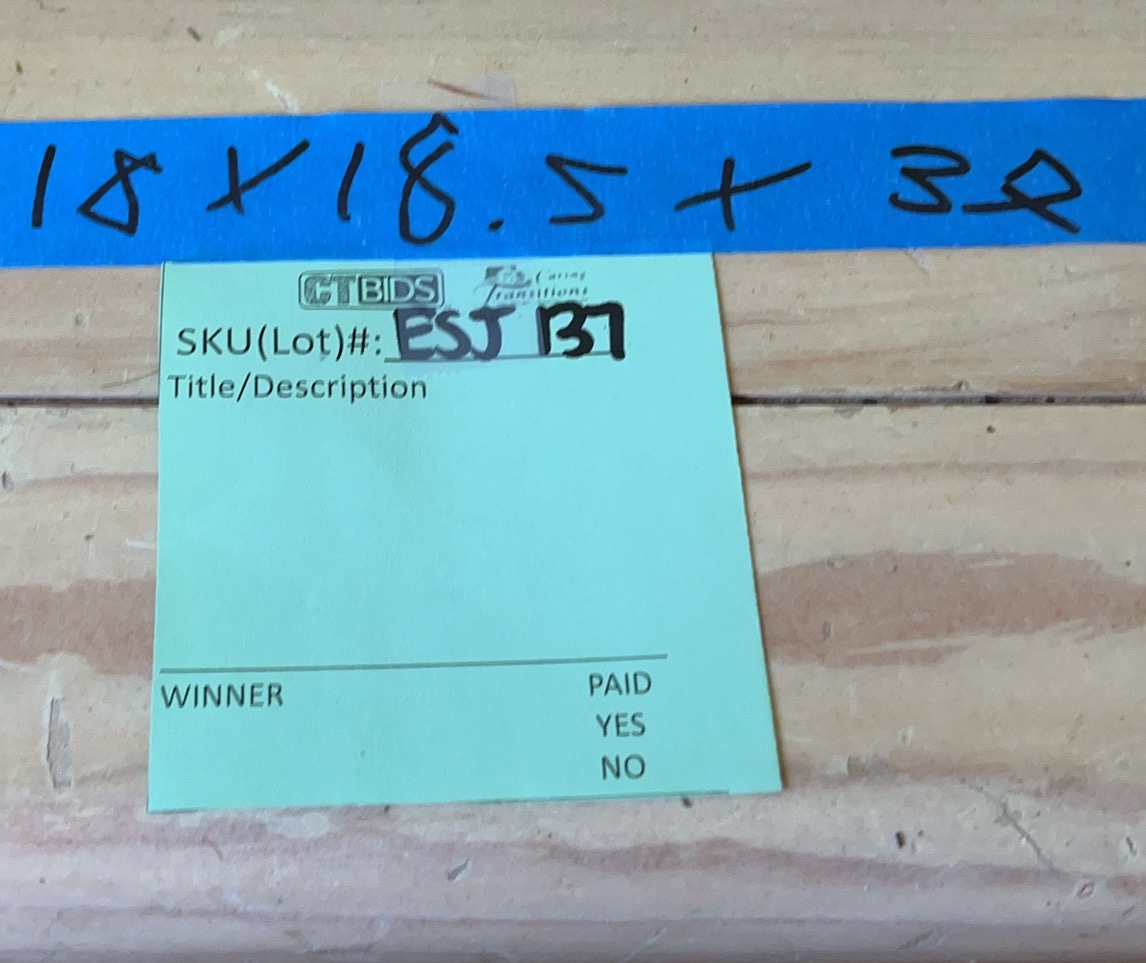 18 x 18.5 x 32
CTBIDS Caring Transitions
SKU(Lot)#: ESJ 137
Title/Description
WINNER PAID
YES
NO